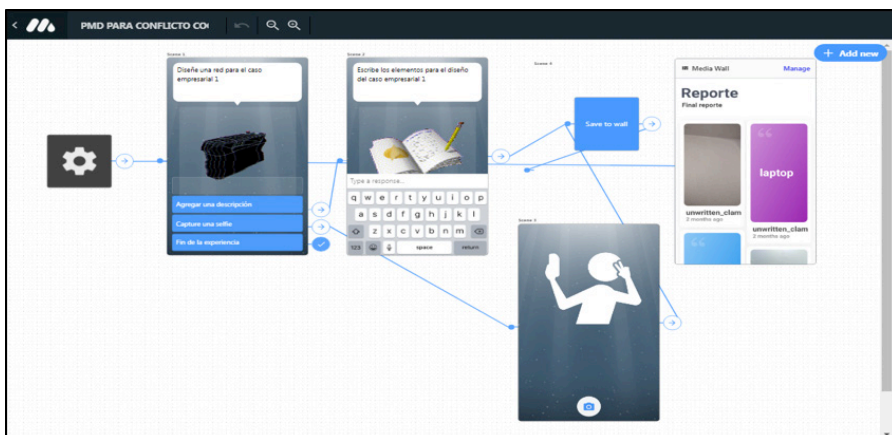 PMD PARA CONFLICTO CO
+ Add new
Scene 1
Diseñe una red para el caso
empresarial 1
Agregar una descripción
Capture una selfie
Fin de la experiencia
Scene 2
Escribe los elementos para el diseño
del caso empresarial 1
Type a response...
q w e r t y u i o p
a s d f g h j k l
z x c v b n m
123 space return
Scene 4
Save to wall
Scene 3
Media Wall Manage
Reporte
Final reporte
laptop
unwritten_clam
2 months ago
unwritten_clam
2 months ago